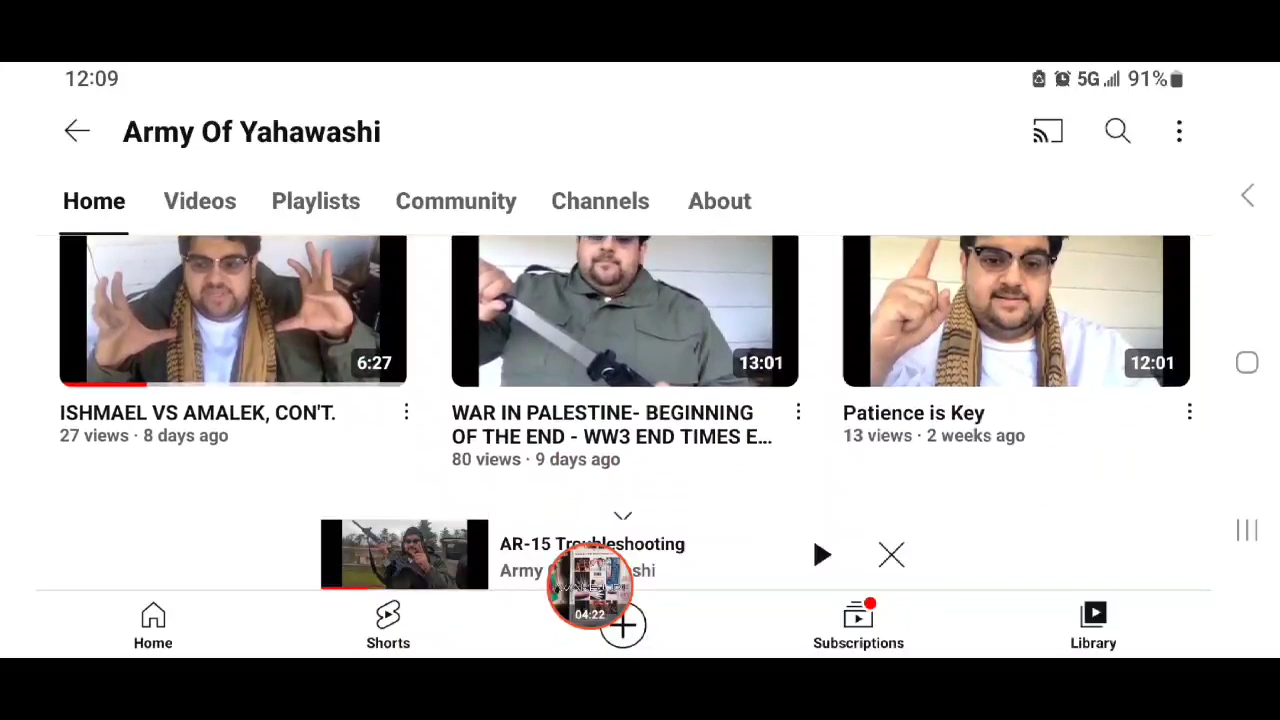 12:09
5G 91%
Army Of Yahawashi
Home Videos Playlists Community Channels About
6:27
13:01
12:01
ISHMAEL VS AMALEK, CON'T.
27 views · 8 days ago
WAR IN PALESTINE- BEGINNING
OF THE END - WW3 END TIMES E...
80 views · 9 days ago
Patience is Key
13 views · 2 weeks ago
AR-15 Troubleshooting
Army shi
04:22
Home
Shorts
Subscriptions
Library